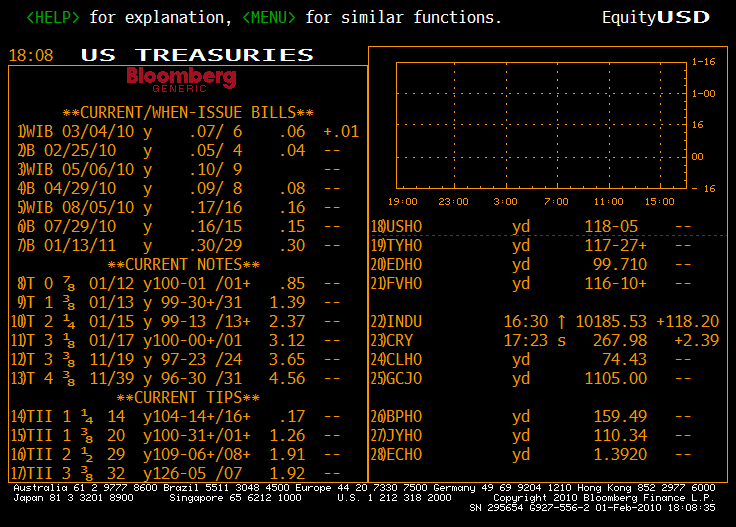 <HELP> for explanation, <MENU> for similar functions. EquityUSD
18:08 US TREASURIES
Bloomberg
GENERIC
**CURRENT/WHEN-ISSUE BILLS**
1)WIB 03/04/10 y .07/ 6 .06 +.01
2)B 02/25/10 y .05/ 4 .04 --
3)WIB 05/06/10 y .10/ 9
4)B 04/29/10 y .09/ 8 .08 --
5)WIB 08/05/10 y .17/16 .16 --
6)B 07/29/10 y .16/15 .15 --
7)B 01/13/11 y .30/29 .30 --
**CURRENT NOTES**
8)T 0 7/8 01/12 y100-01 /01+ .85 --
9)T 1 3/8 01/13 y 99-30+/31 1.39 --
10)T 2 1/4 01/15 y 99-13 /13+ 2.37 --
11)T 3 1/8 01/17 y100-00+/01 3.12 --
12)T 3 3/8 11/19 y 97-23 /24 3.65 --
13)T 4 3/8 11/39 y 96-30 /31 4.56 --
**CURRENT TIPS**
14)TII 1 1/4 14 y104-14+/16+ .17 --
15)TII 1 3/8 20 y100-31/01+ 1.26 --
16)TII 2 1/2 29 y109-06+/08+ 1.91 --
17)TII 3 3/8 32 y126-05 /07 1.92 --
1-16
1-00
16
00
- 16
19:00 23:00 3:00 7:00 11:00 15:00
18)USH0 yd 118-05 --
19)TYH0 yd 117-27+ --
20)EDH0 yd 99.710 --
21)FVH0 yd 116-10+ --
22)INDU 16:30 ↑ 10185.53 +118.20
23)CRY 17:23 s 267.98 +2.39
24)CLH0 yd 74.43 --
25)GCJ0 yd 1105.00 --
26)BPH0 yd 159.49 --
27)JYH0 yd 110.34 --
28)ECH0 yd 1.3920 --
Australia 61 2 9777 8600 Brazil 5511 3048 4500 Europe 44 20 7330 7500 Germany 49 69 9204 1210 Hong Kong 852 2977 6000
Japan 81 3 3201 8900 Singapore 65 6212 1000 U.S. 1 212 318 2000 Copyright 2010 Bloomberg Finance L.P.
SN 295654 G927-556-2 01-Feb-2010 18:08:35